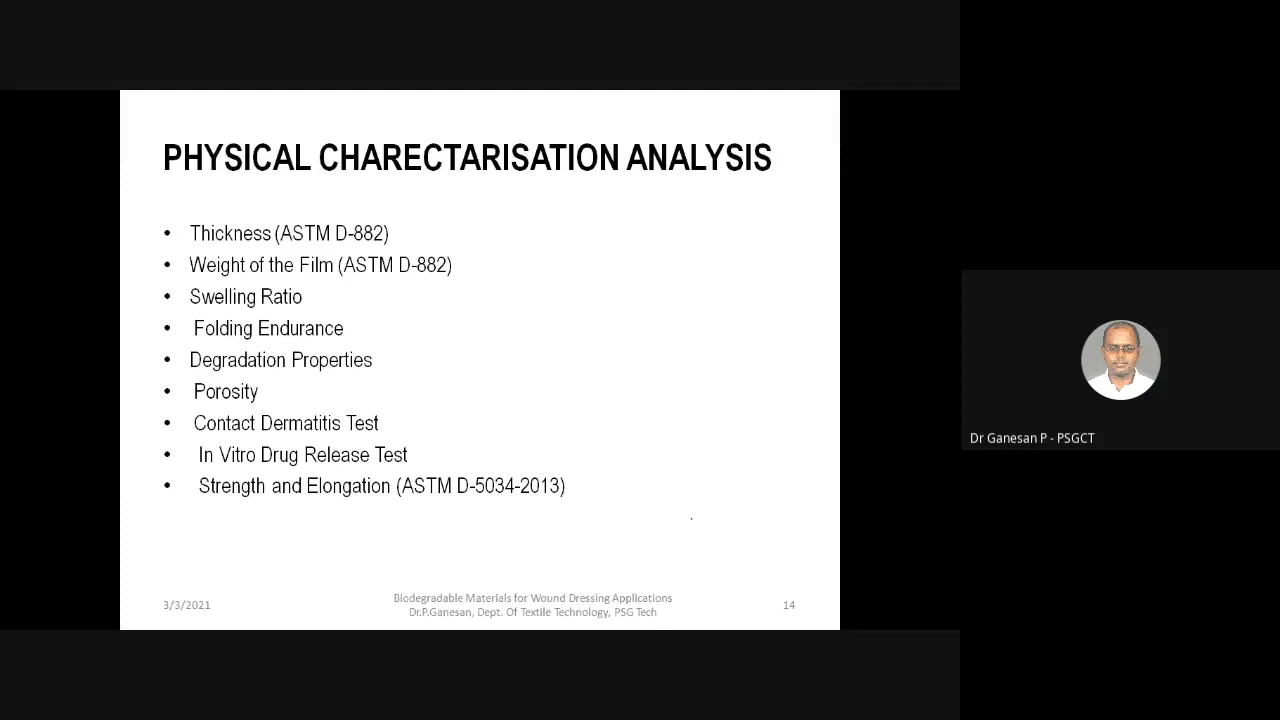 PHYSICAL CHARECTARISATION ANALYSIS
• Thickness (ASTM D-882)
• Weight of the Film (ASTM D-882)
• Swelling Ratio
• Folding Endurance
• Degradation Properties
• Porosity
• Contact Dermatitis Test
• In Vitro Drug Release Test
• Strength and Elongation (ASTM D-5034-2013)
3/3/2021
Biodegradable Materials for Wound Dressing Applications
Dr.P.Ganesan, Dept. Of Textile Technology, PSG Tech
14
Dr Ganesan P - PSGCT